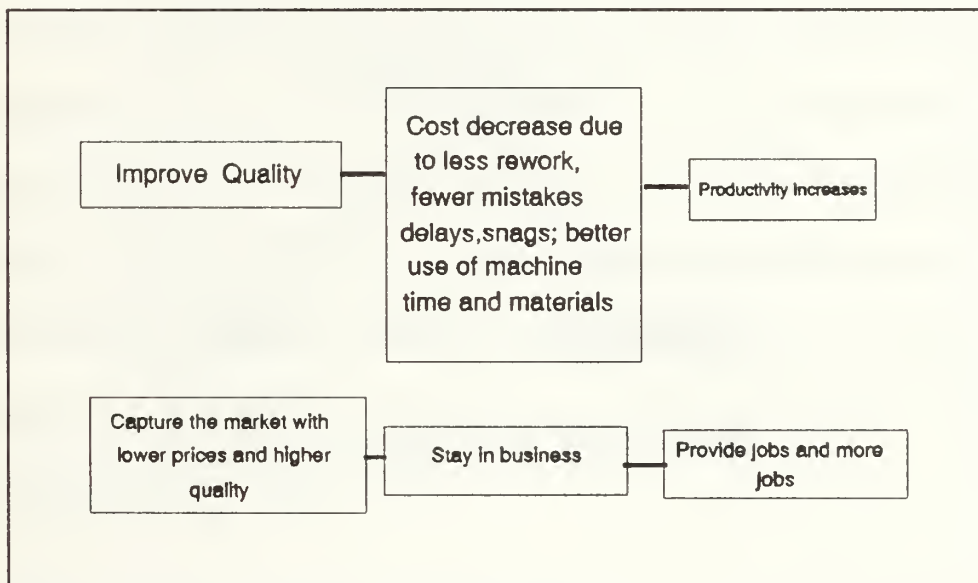 Improve Quality
Cost decrease due
to less rework,
fewer mistakes
delays,snags; better
use of machine
time and materials
Productivity increases
Capture the market with
lower prices and higher
quality
Stay in business
Provide jobs and more
jobs